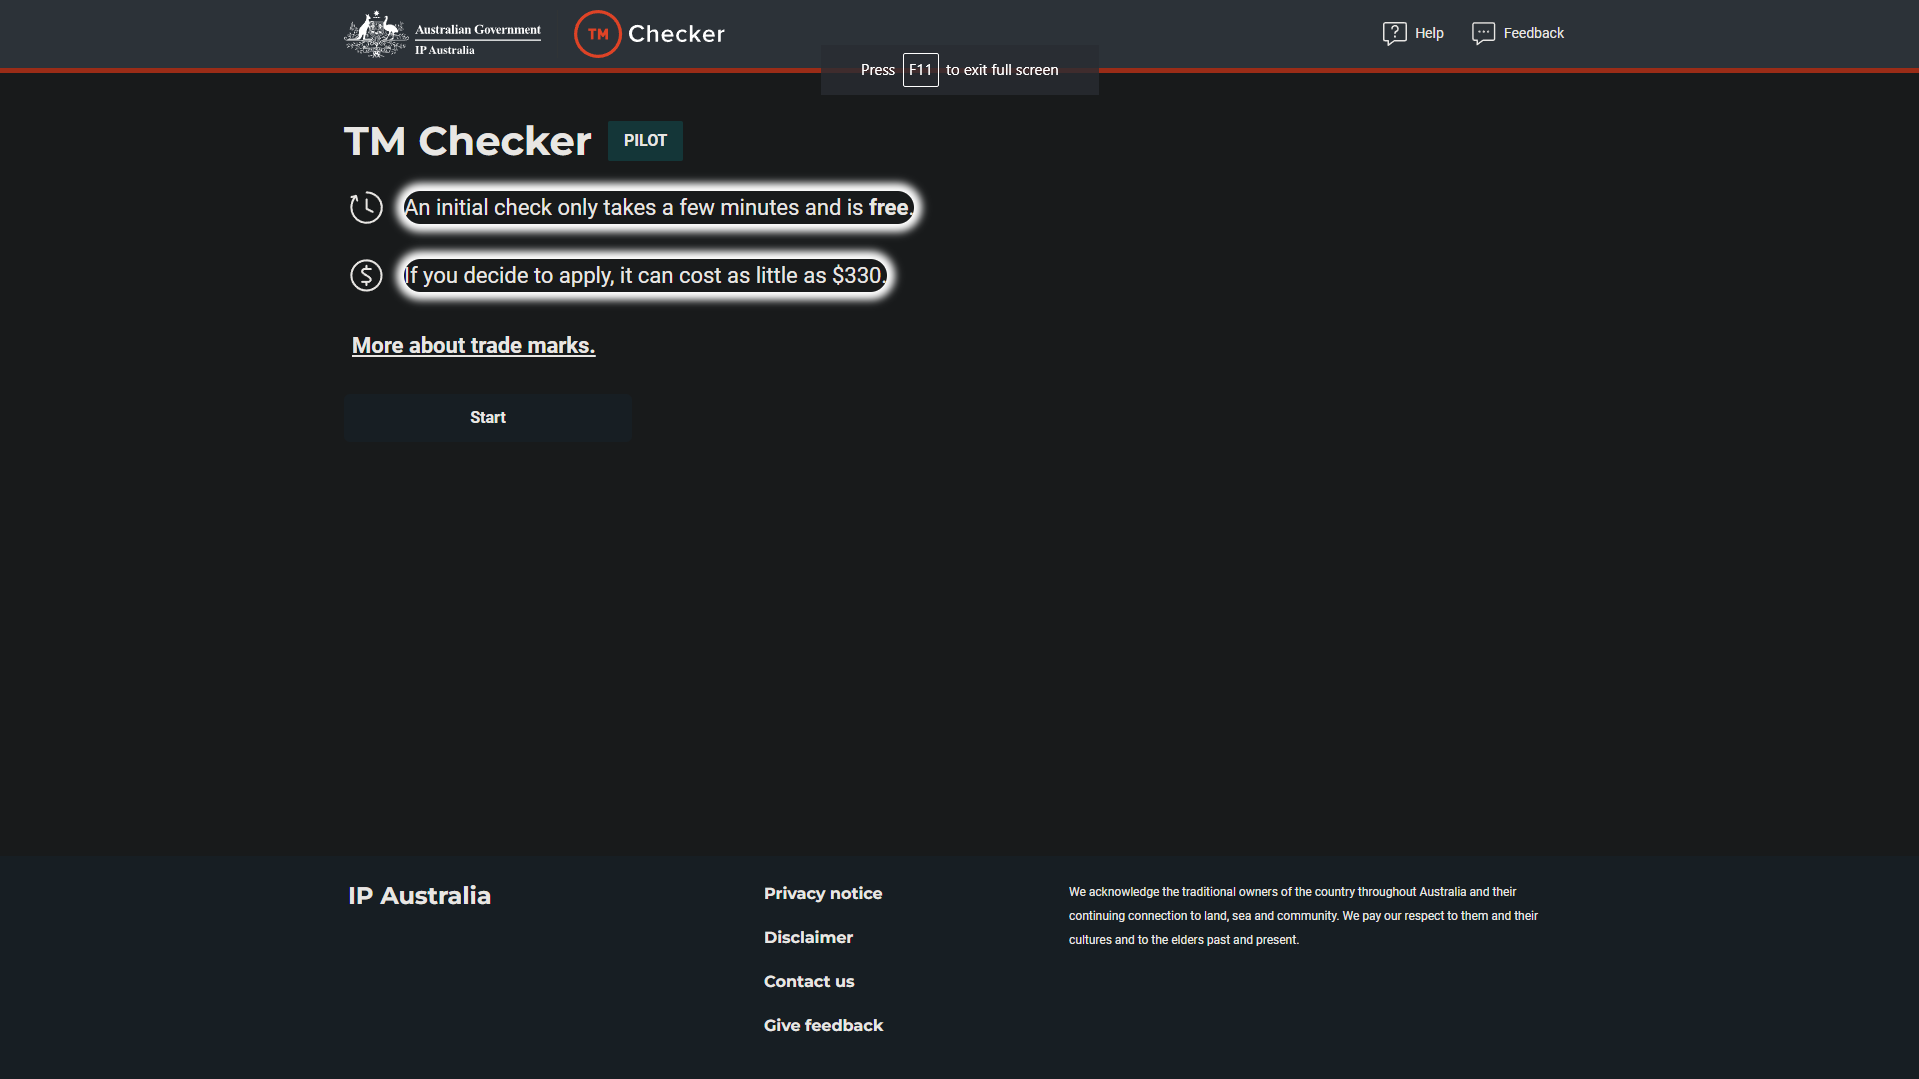 Australian Government
IP Australia
TM Checker
Help
Feedback
Press F11 to exit full screen
TM Checker
PILOT
An initial check only takes a few minutes and is free.
If you decide to apply, it can cost as little as $330.
More about trade marks.
Start
IP Australia
Privacy notice
Disclaimer
Contact us
Give feedback
We acknowledge the traditional owners of the country throughout Australia and their
continuing connection to land, sea and community. We pay our respect to them and their
cultures and to the elders past and present.